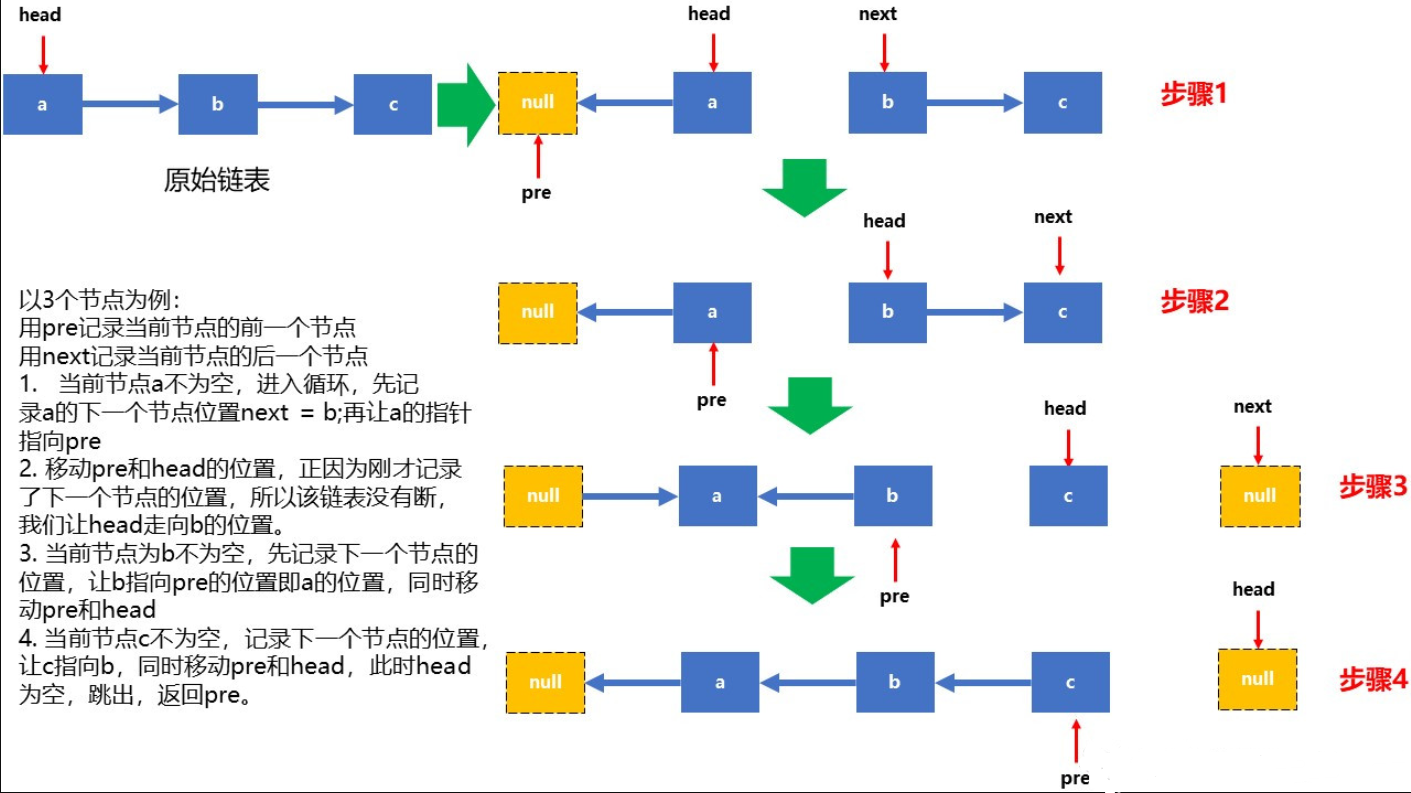 head
head
next
a
b
c
null
a
b
c
步骤1
原始链表
pre
head
next
null
a
b
c
步骤2
pre
以3个节点为例：
用pre记录当前节点的前一个节点
用next记录当前节点的后一个节点
1. 当前节点a不为空，进入循环，先记
录a的下一个节点位置next = b;再让a的指针
指向pre
2. 移动pre和head的位置，正因为刚才记录
了下一个节点的位置，所以该链表没有断，
我们让head走向b的位置。
3. 当前节点为b不为空，先记录下一个节点的
位置，让b指向pre的位置即a的位置，同时移
动pre和head
4. 当前节点c不为空，记录下一个节点的位置，
让c指向b，同时移动pre和head，此时head
为空，跳出，返回pre。
head
next
null
a
b
c
null
步骤3
pre
head
null
a
b
c
null
步骤4
pre